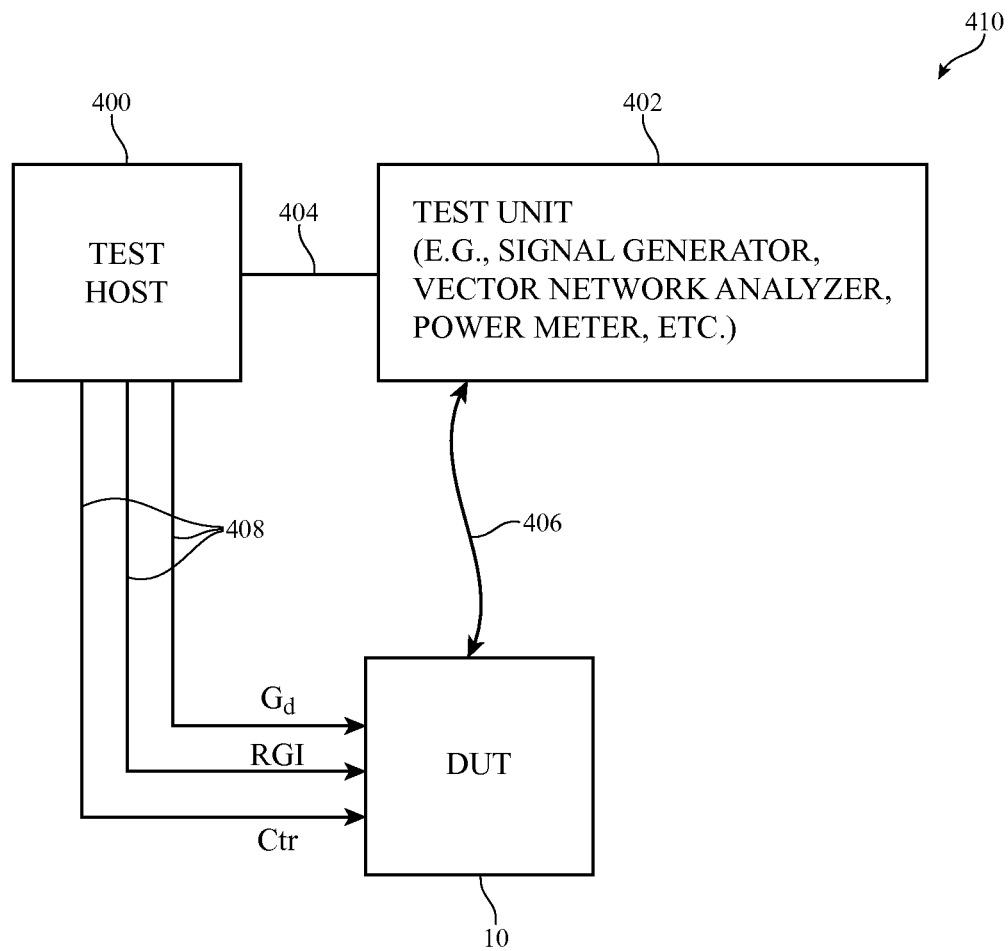 410
400
402
TEST
HOST
404
TEST UNIT
(E.G., SIGNAL GENERATOR,
VECTOR NETWORK ANALYZER,
POWER METER, ETC.)
408
406
Gd
RGI
Ctr
DUT
10